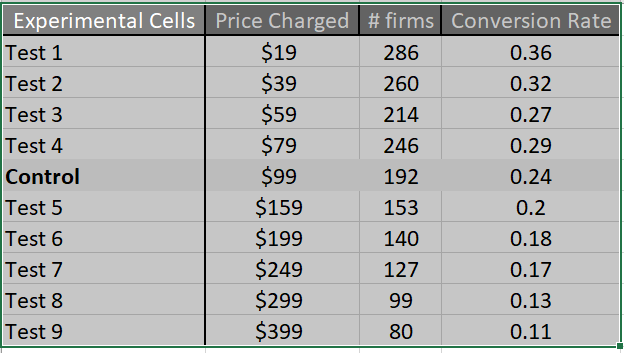 Experimental Cells Price Charged # firms Conversion Rate
Test 1 $19 286 0.36
Test 2 $39 260 0.32
Test 3 $59 214 0.27
Test 4 $79 246 0.29
Control $99 192 0.24
Test 5 $159 153 0.2
Test 6 $199 140 0.18
Test 7 $249 127 0.17
Test 8 $299 99 0.13
Test 9 $399 80 0.11